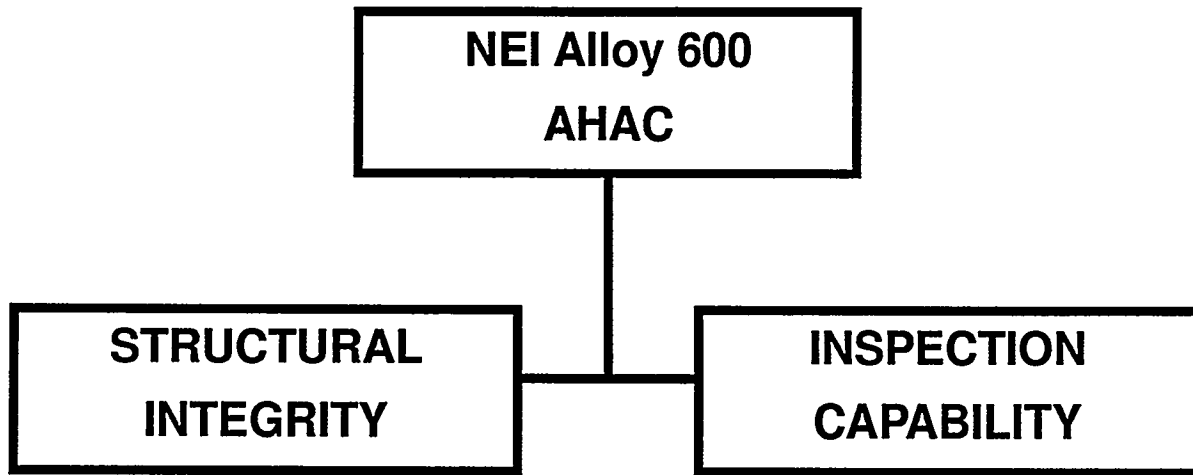 NEI Alloy 600
AHAC
STRUCTURAL
INTEGRITY
INSPECTION
CAPABILITY